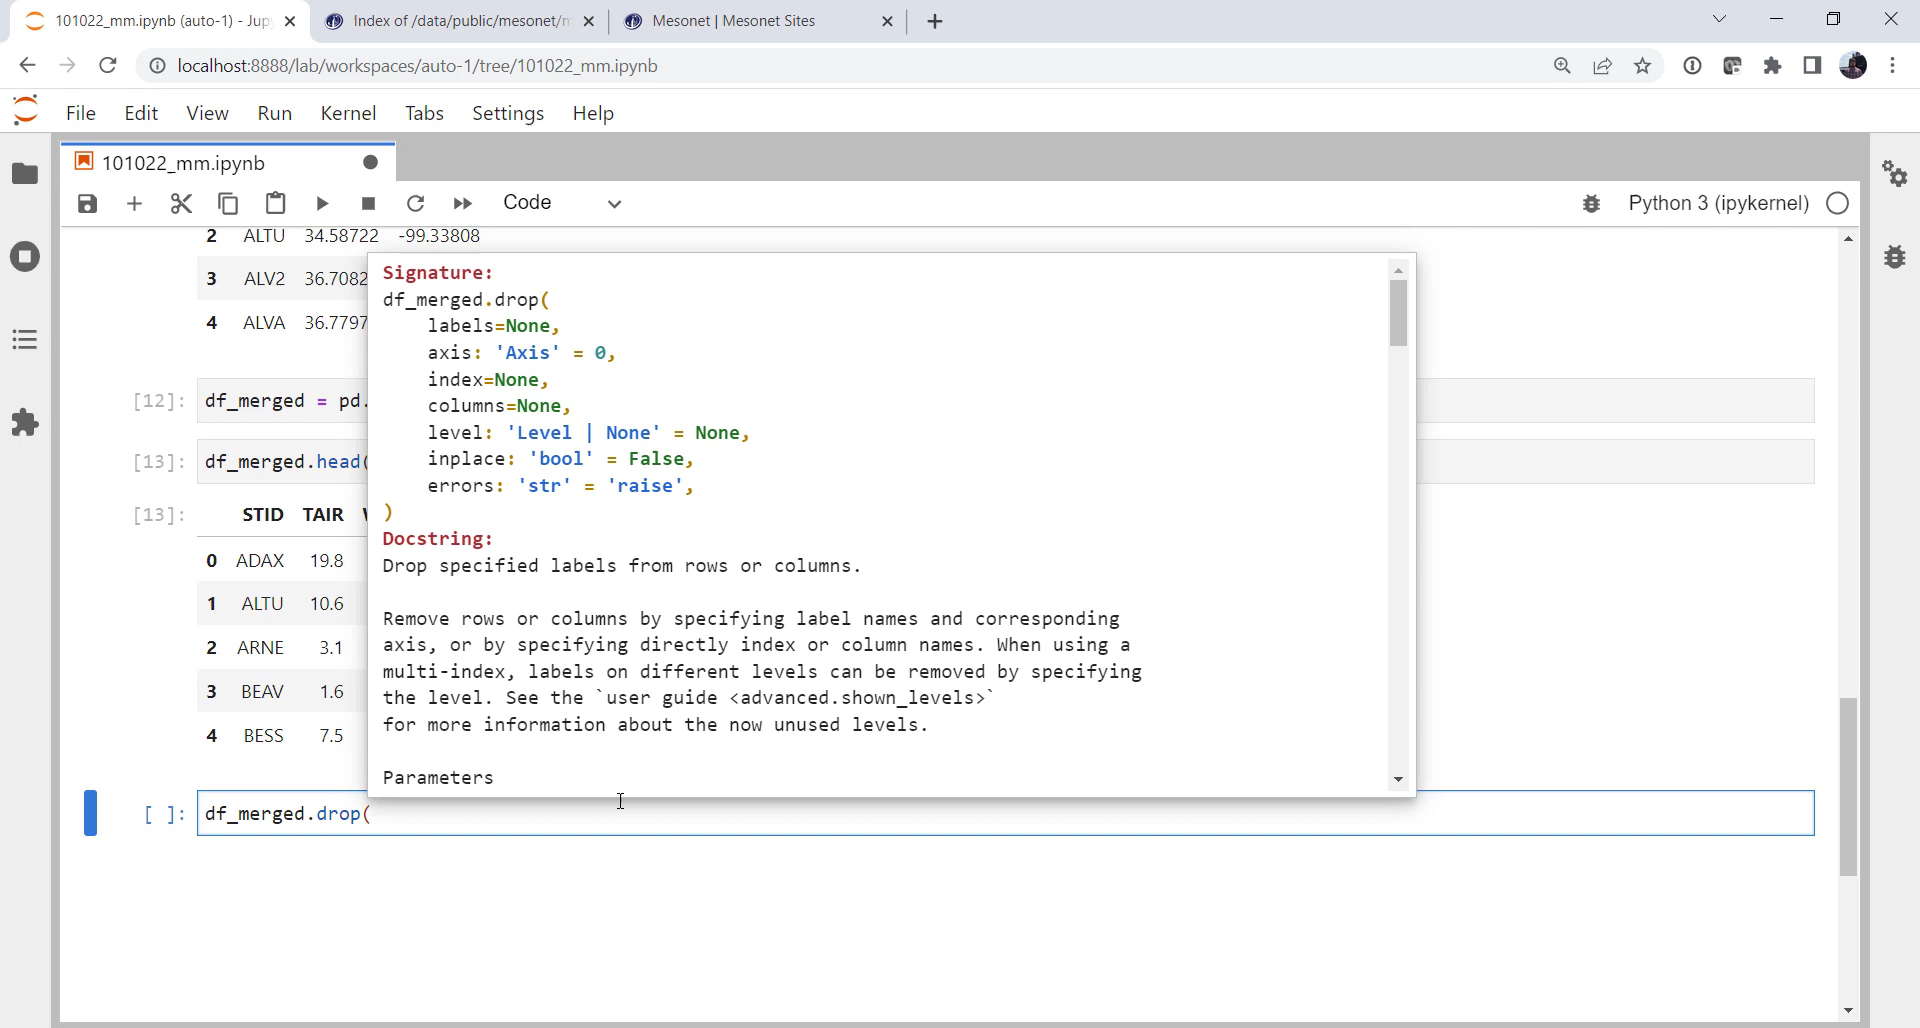 101022_mm.ipynb (auto-1) - Jup
Index of /data/public/mesonet/m
Mesonet | Mesonet Sites
localhost:8888/lab/workspaces/auto-1/tree/101022_mm.ipynb
File Edit View Run Kernel Tabs Settings Help
101022_mm.ipynb
Code
Python 3 (ipykernel)
2 ALTU 34.58722 -99.33808
3 ALV2 36.7082
4 ALVA 36.7797
[12]: df_merged = pd.
[13]: df_merged.head(
[13]: STID TAIR
0 ADAX 19.8
1 ALTU 10.6
2 ARNE 3.1
3 BEAV 1.6
4 BESS 7.5
Signature:
df_merged.drop(
labels=None,
axis: 'Axis' = 0,
index=None,
columns=None,
level: 'Level | None' = None,
inplace: 'bool' = False,
errors: 'str' = 'raise',
)
Docstring:
Drop specified labels from rows or columns.
Remove rows or columns by specifying label names and corresponding
axis, or by specifying directly index or column names. When using a
multi-index, labels on different levels can be removed by specifying
the level. See the `user guide <advanced.shown_levels>`
for more information about the now unused levels.
Parameters
[ ]: df_merged.drop(